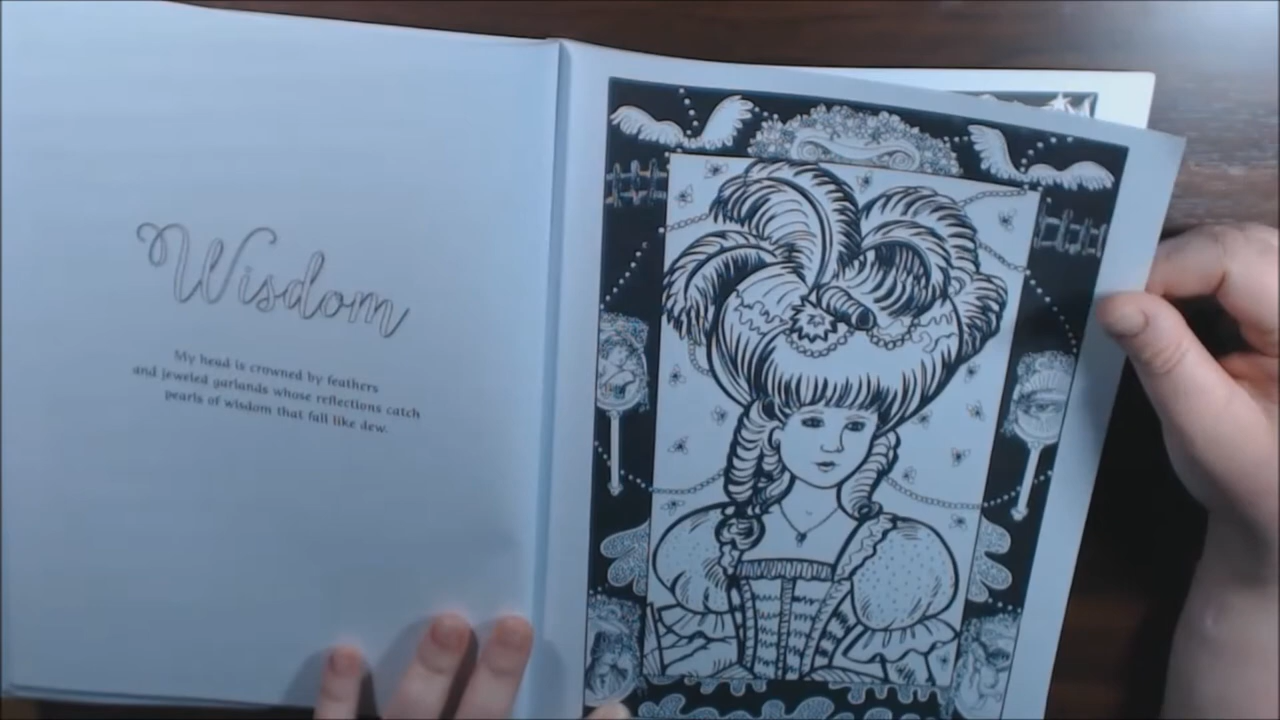 Wisdom
My head is crowned by feathers
and jeweled garlands whose reflections catch
pearls of wisdom that fall like dew.